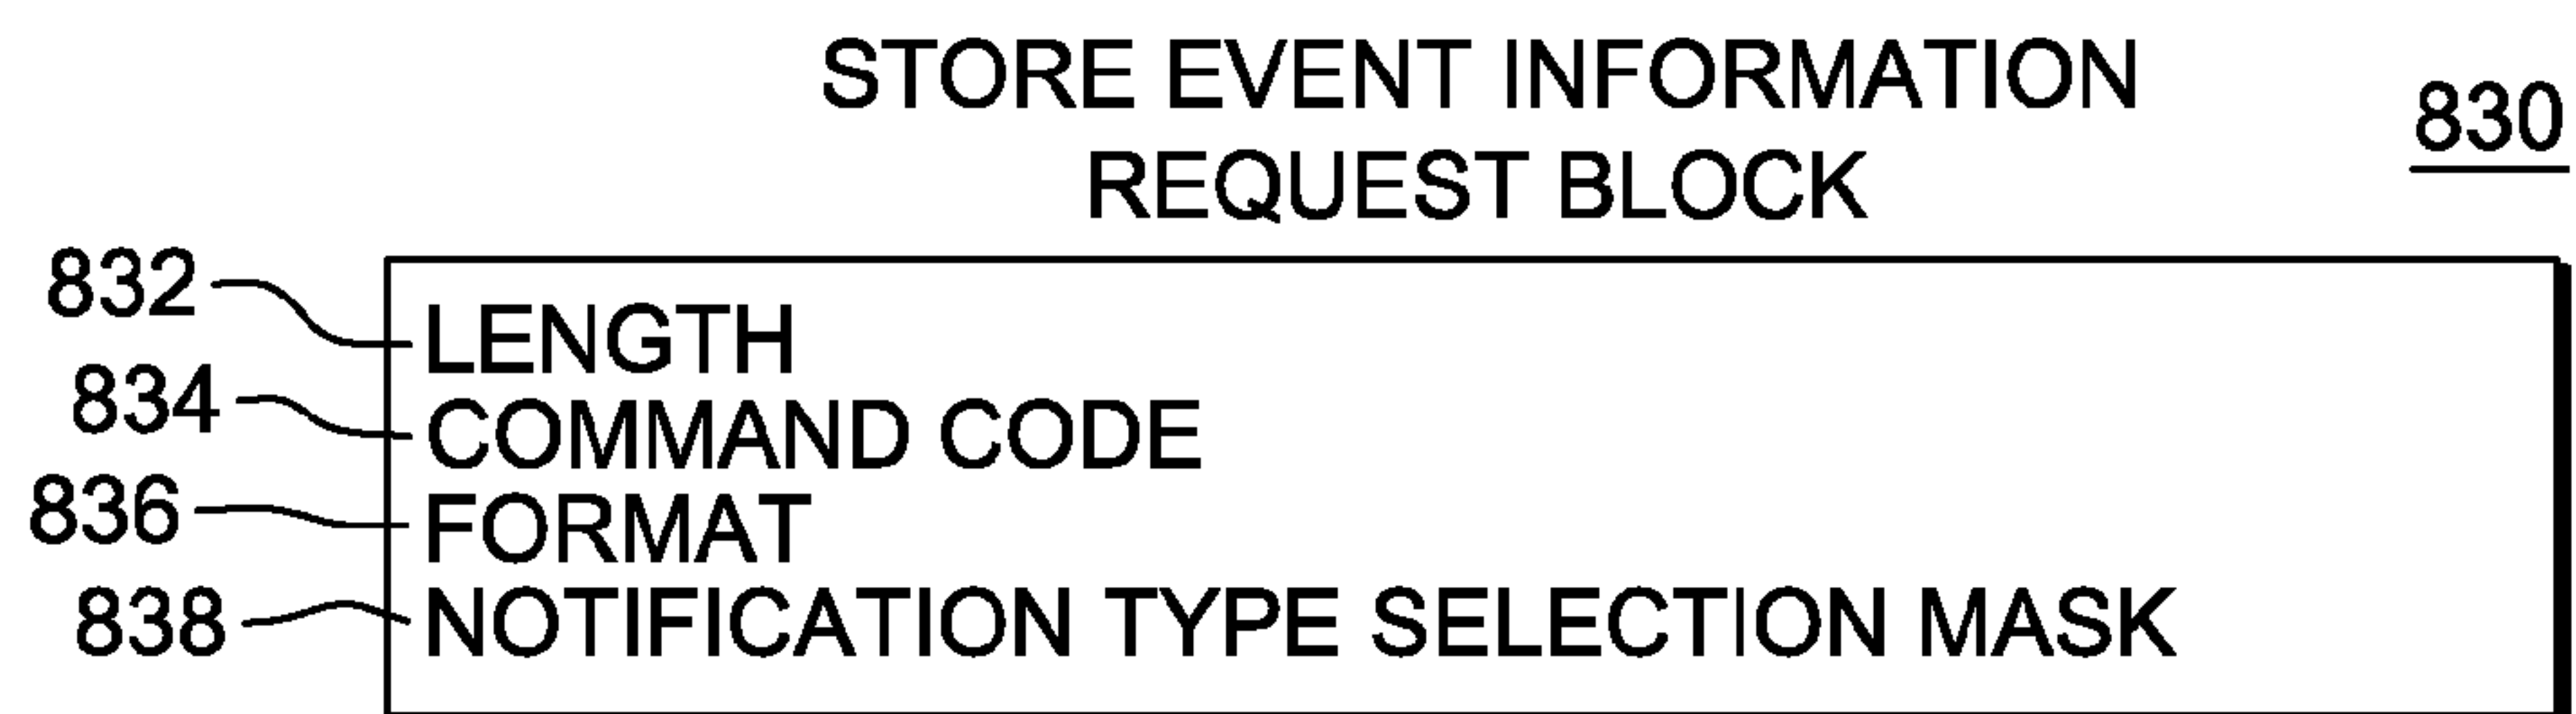 STORE EVENT INFORMATION
REQUEST BLOCK
830
832 LENGTH
834 COMMAND CODE
836 FORMAT
838 NOTIFICATION TYPE SELECTION MASK